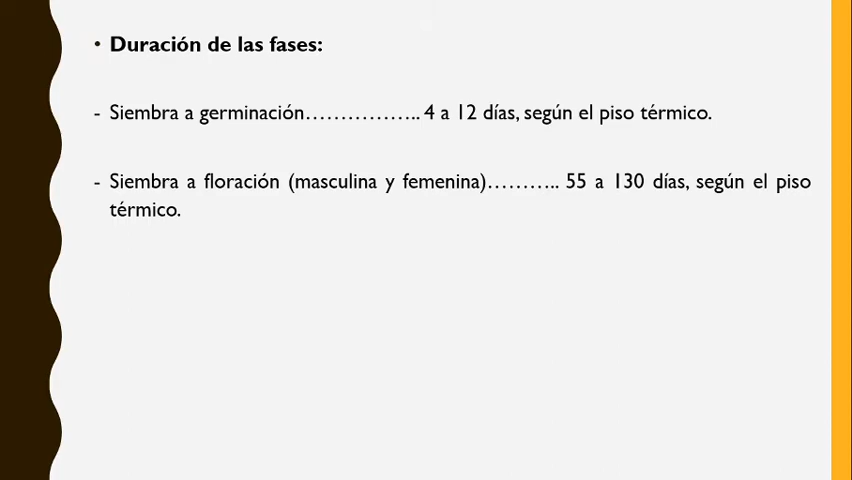 • Duración de las fases:
- Siembra a germinación…………….. 4 a 12 días, según el piso térmico.
- Siembra a floración (masculina y femenina)……….. 55 a 130 días, según el piso
térmico.